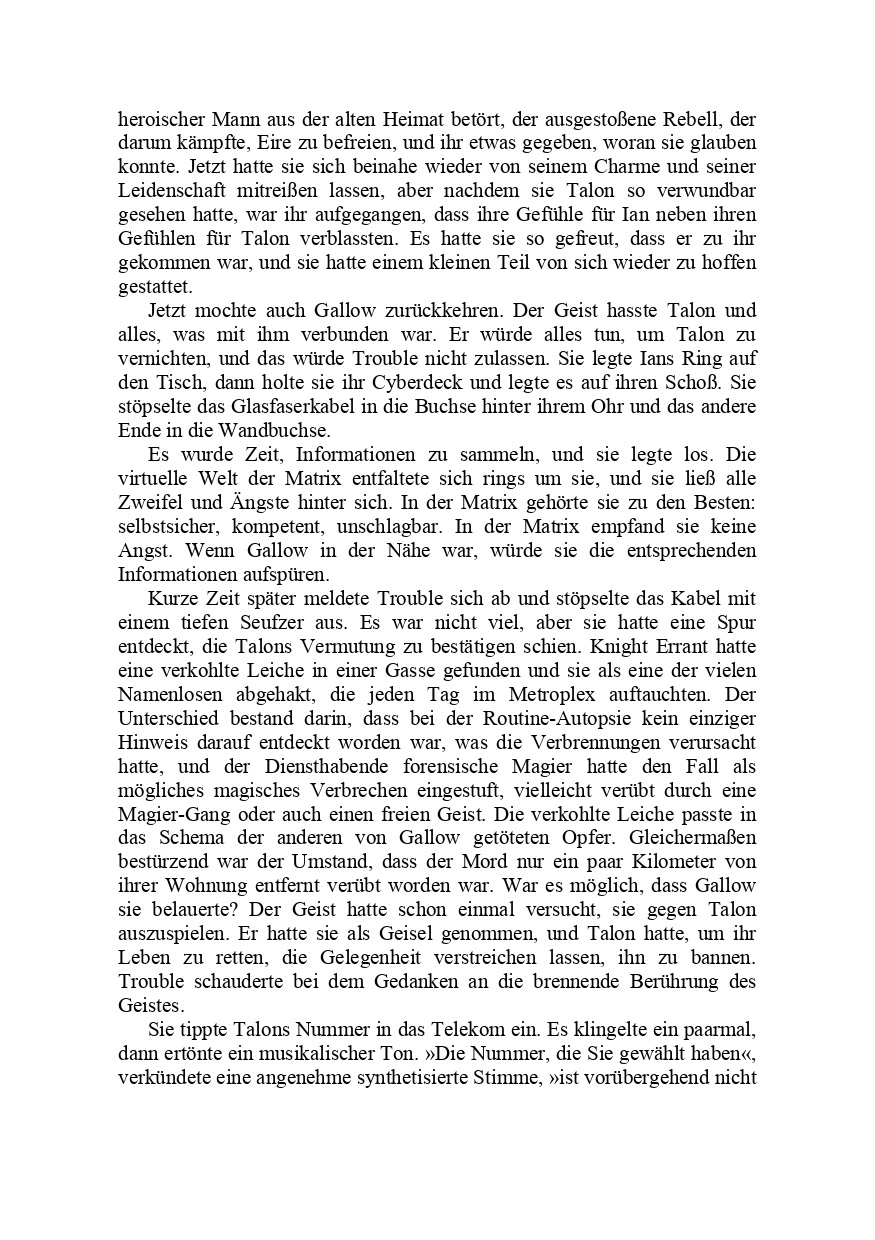 heroischer Mann aus der alten Heimat betört, der ausgestoßene Rebell, der
darum kämpfte, Eire zu befreien, und ihr etwas gegeben, woran sie glauben
konnte. Jetzt hatte sie sich beinahe wieder von seinem Charme und seiner
Leidenschaft mitreißen lassen, aber nachdem sie Talon so verwundbar
gesehen hatte, war ihr aufgegangen, dass ihre Gefühle für Ian neben ihren
Gefühlen für Talon verblassten. Es hatte sie so gefreut, dass er zu ihr
gekommen war, und sie hatte einem kleinen Teil von sich wieder zu hoffen
gestattet.
Jetzt mochte auch Gallow zurückkehren. Der Geist hasste Talon und
alles, was mit ihm verbunden war. Er würde alles tun, um Talon zu
vernichten, und das würde Trouble nicht zulassen. Sie legte Ians Ring auf
den Tisch, dann holte sie ihr Cyberdeck und legte es auf ihren Schoß. Sie
stöpselte das Glasfaserkabel in die Buchse hinter ihrem Ohr und das andere
Ende in die Wandbuchse.
Es wurde Zeit, Informationen zu sammeln, und sie legte los. Die
virtuelle Welt der Matrix entfaltete sich rings um sie, und sie ließ alle
Zweifel und Ängste hinter sich. In der Matrix gehörte sie zu den Besten:
selbstsicher, kompetent, unschlagbar. In der Matrix empfand sie keine
Angst. Wenn Gallow in der Nähe war, würde sie die entsprechenden
Informationen aufspüren.
Kurze Zeit später meldete Trouble sich ab und stöpselte das Kabel mit
einem tiefen Seufzer aus. Es war nicht viel, aber sie hatte eine Spur
entdeckt, die Talons Vermutung zu bestätigen schien. Knight Errant hatte
eine verkohlte Leiche in einer Gasse gefunden und sie als eine der vielen
Namenlosen abgehakt, die jeden Tag im Metroplex auftauchten. Der
Unterschied bestand darin, dass bei der Routine-Autopsie kein einziger
Hinweis darauf entdeckt worden war, was die Verbrennungen verursacht
hatte, und der Diensthabende forensische Magier hatte den Fall als
mögliches magisches Verbrechen eingestuft, vielleicht verübt durch eine
Magier-Gang oder auch einen freien Geist. Die verkohlte Leiche passte in
das Schema der anderen von Gallow getöteten Opfer. Gleichermaßen
bestürzend war der Umstand, dass der Mord nur ein paar Kilometer von
ihrer Wohnung entfernt verübt worden war. War es möglich, dass Gallow
sie belauerte? Der Geist hatte schon einmal versucht, sie gegen Talon
auszuspielen. Er hatte sie als Geisel genommen, und Talon hatte, um ihr
Leben zu retten, die Gelegenheit verstreichen lassen, ihn zu bannen.
Trouble schauderte bei dem Gedanken an die brennende Berührung des
Geistes.
Sie tippte Talons Nummer in das Telekom ein. Es klingelte ein paarmal,
dann ertönte ein musikalischer Ton. »Die Nummer, die Sie gewählt haben«,
verkündete eine angenehme synthetisierte Stimme, »ist vorübergehend nicht